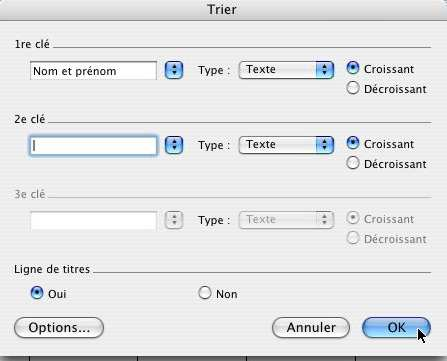 Trier
1re clé
Nom et prénom Type : Texte Croissant
Décroissant
2e clé
Type : Texte Croissant
Décroissant
3e clé
Type : Texte Croissant
Décroissant
Ligne de titres
Oui Non
Options... Annuler OK